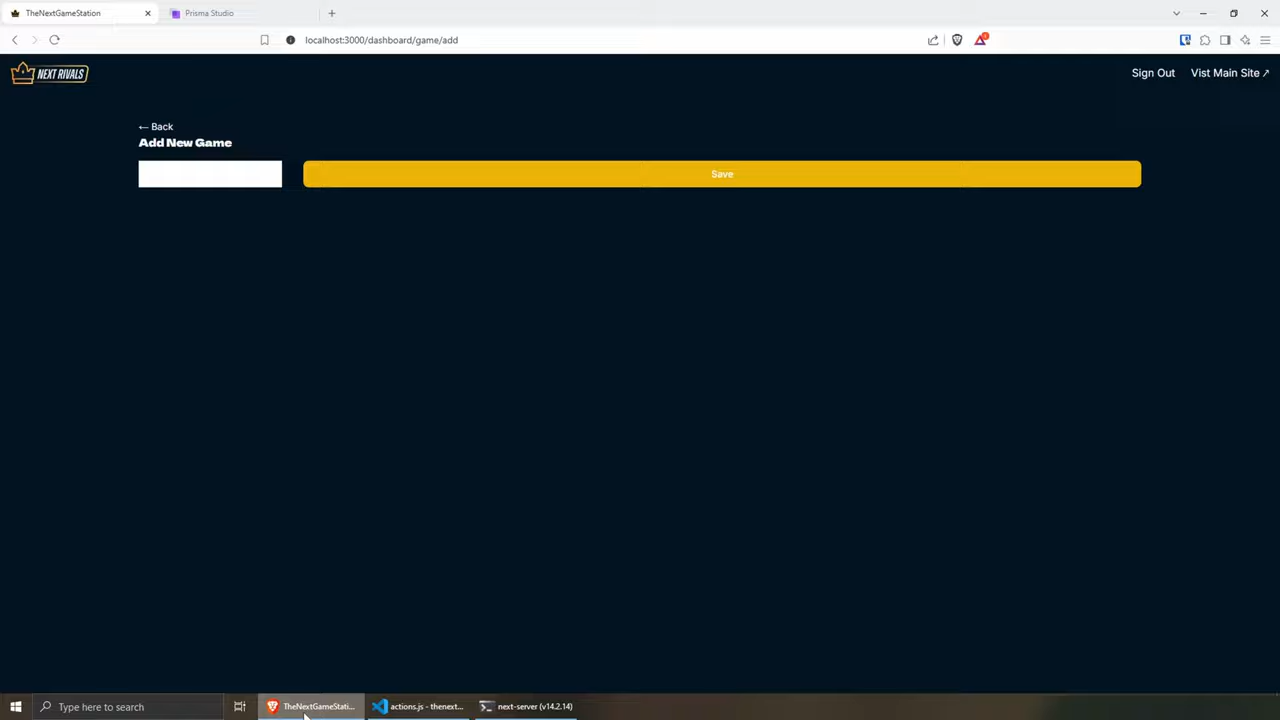 TheNextGameStation
Prisma Studio
localhost:3000/dashboard/game/add
NEXT RIVALS
Sign Out
Vist Main Site ↗
← Back
Add New Game
Save
Type here to search
TheNextGameStati...
actions.js - thenext...
next-server (v14.2.14)